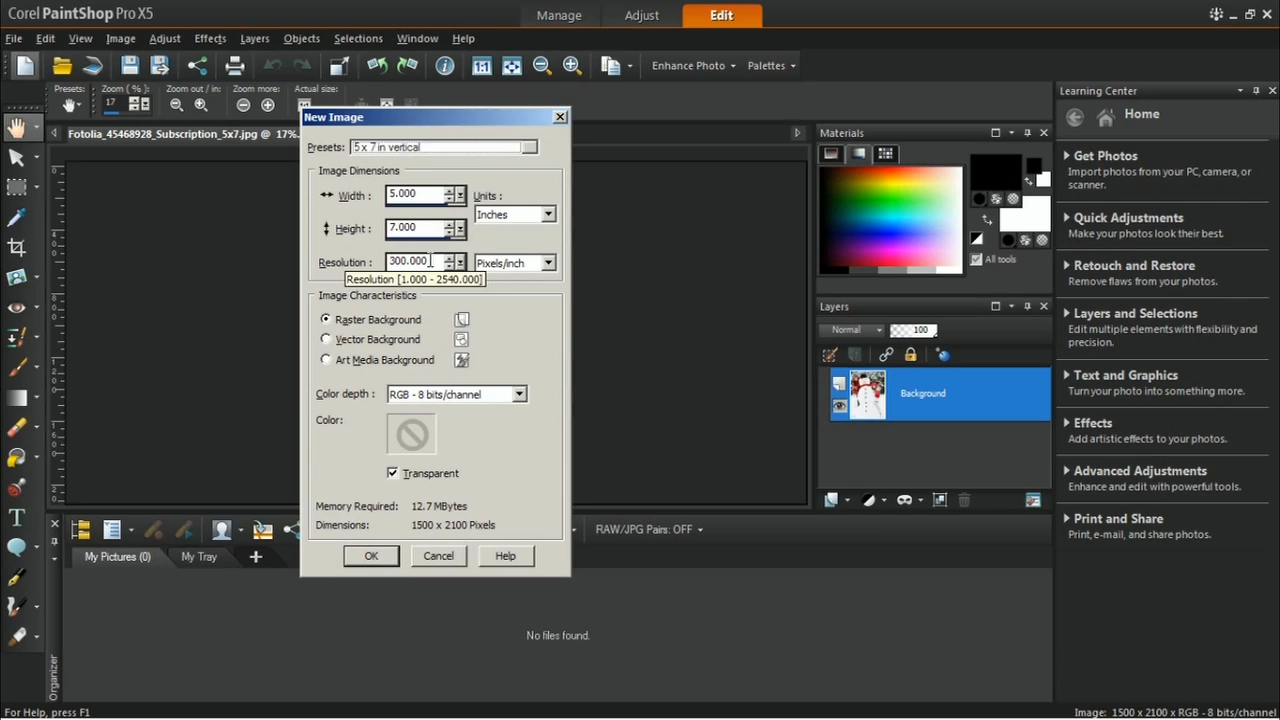 Corel PaintShop Pro X5
Manage Adjust Edit
File Edit View Image Adjust Effects Layers Objects Selections Window Help
1:1 Enhance Photo Palettes
Presets: Zoom ( % ): Zoom out / in: Zoom more: Actual size:
17
Learning Center
Home
Fotolia_45468928_Subscription_5x7.jpg @ 17%
New Image
Presets: 5 x 7 in vertical
Image Dimensions
Width : 5.000 Units :
Inches
Height : 7.000
Resolution : 300.000 Pixels/inch
Resolution [1.000 - 2540.000]
Image Characteristics
Raster Background
Vector Background
Art Media Background
Color depth : RGB - 8 bits/channel
Color:
Transparent
Memory Required: 12.7 MBytes
Dimensions: 1500 x 2100 Pixels
OK Cancel Help
Materials
All tools
Layers
Normal 100
Background
Get Photos
Import photos from your PC, camera, or
scanner.
Quick Adjustments
Make your photos look their best.
Retouch and Restore
Remove flaws from your photos.
Layers and Selections
Edit multiple elements with flexibility and
precision.
Text and Graphics
Turn your photos into something more.
Effects
Add artistic effects to your photos.
Advanced Adjustments
Enhance and edit with powerful tools.
Print and Share
Print, e-mail, and share photos.
RAW/JPG Pairs: OFF
My Pictures (0) My Tray
No files found.
Organizer
For Help, press F1
Image: 1500 x 2100 x RGB - 8 bits/channel